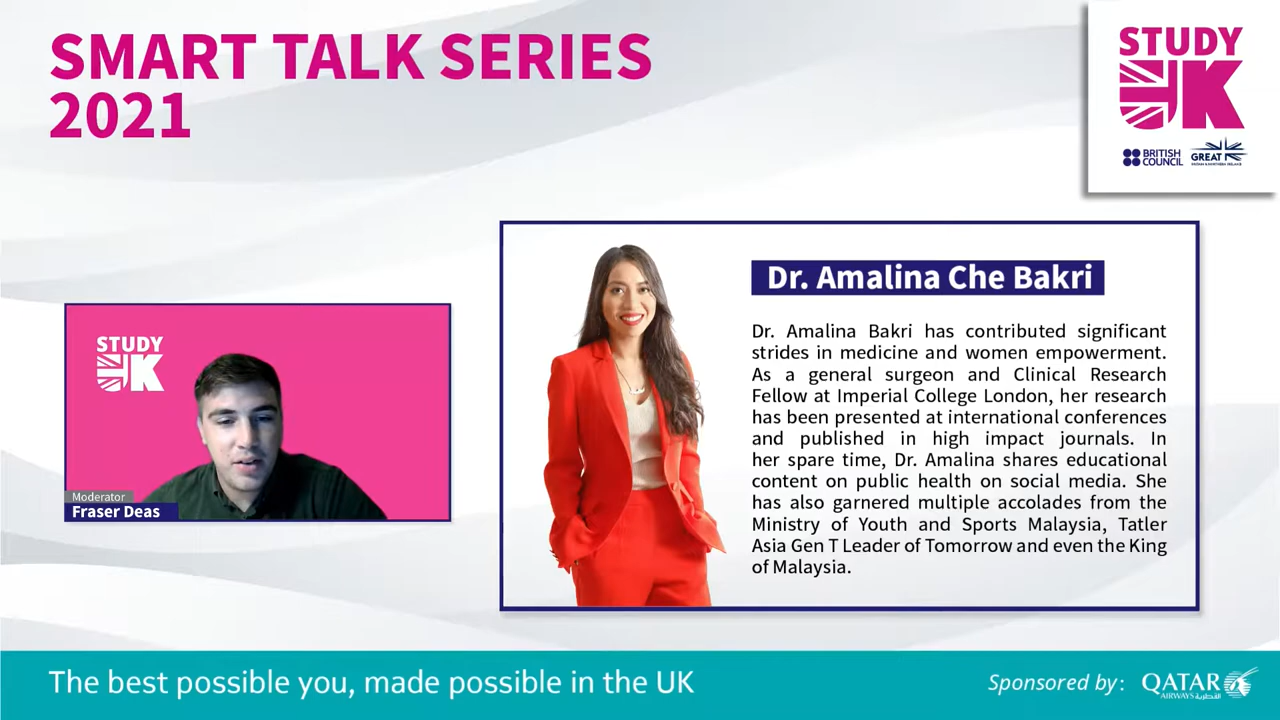 SMART TALK SERIES
2021
STUDY
UK
BRITISH
COUNCIL
GREAT
STUDY
UK
Moderator
Fraser Deas
Dr. Amalina Che Bakri
Dr. Amalina Bakri has contributed significant
strides in medicine and women empowerment.
As a general surgeon and Clinical Research
Fellow at Imperial College London, her research
has been presented at international conferences
and published in high impact journals. In
her spare time, Dr. Amalina shares educational
content on public health on social media. She
has also garnered multiple accolades from the
Ministry of Youth and Sports Malaysia, Tatler
Asia Gen T Leader of Tomorrow and even the King
of Malaysia.
The best possible you, made possible in the UK
Sponsored by:
QATAR
AIRWAYS القطرية